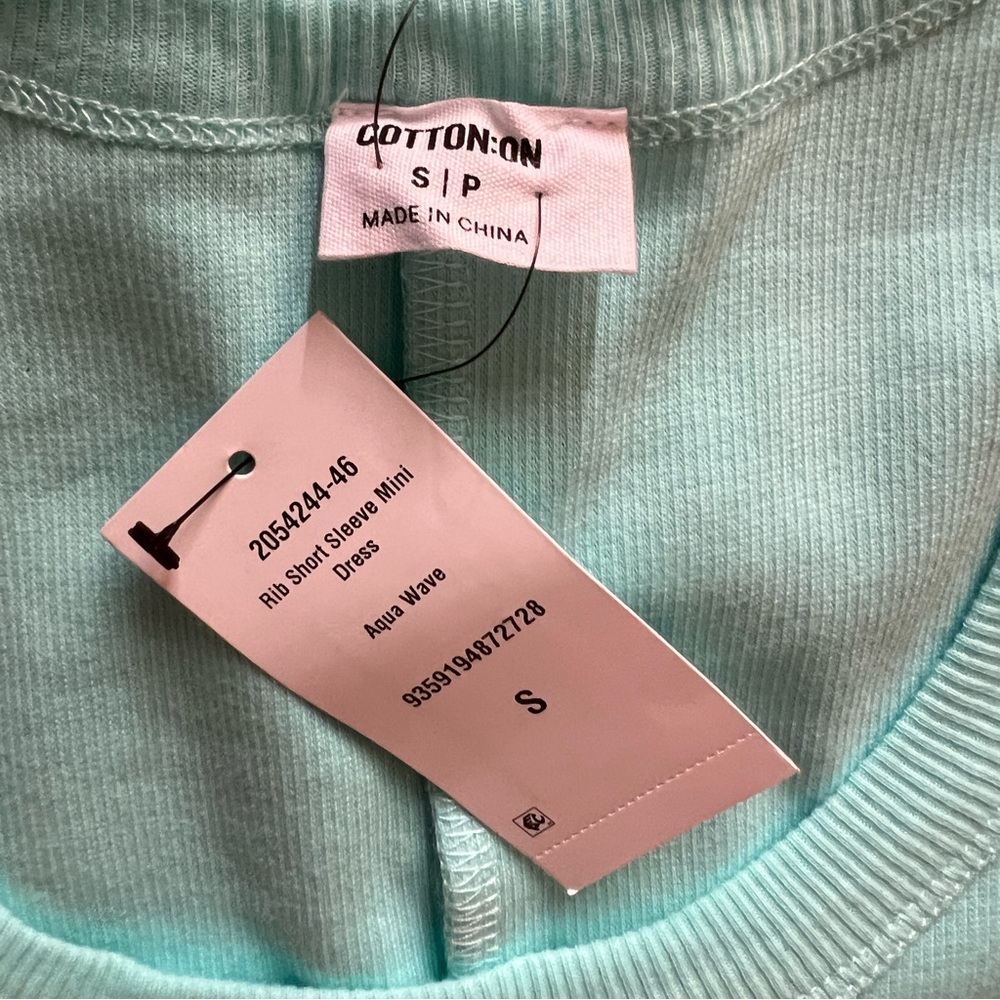 COTTON:ON
S | P
MADE IN CHINA
2054244-46
Rib Short Sleeve Mini
Dress
Aqua Wave
9359194872728
S